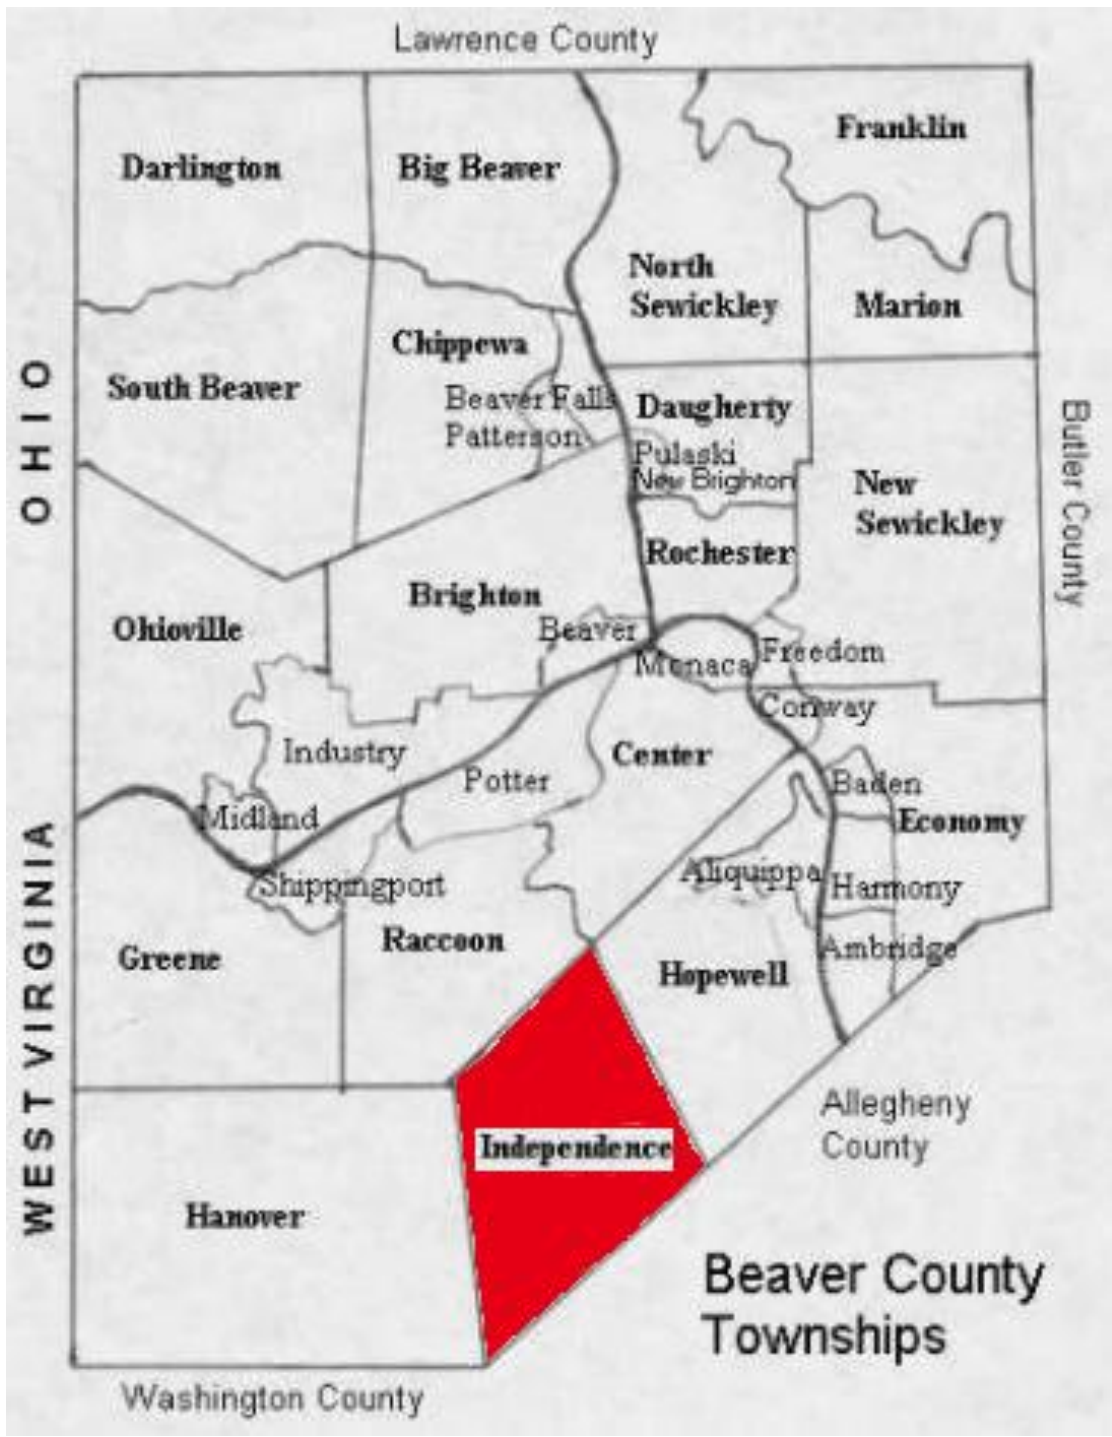 Lawrence County
Franklin
Darlington
Big Beaver
North
Sewickley
Marion
Chippewa
OHIO
South Beaver
Beaver Falls
Patterson
Daugherty
Pulaski
New Brighton
Butler County
New
Sewickley
Rochester
Brighton
Ohioville
Beaver
Monaca
Freedom
Conway
Industry
Potter
Center
Baden
Midland
Economy
WEST VIRGINIA
Aliquippa
Harmony
Shippingport
Raccoon
Greene
Ambridge
Hopewell
Allegheny
County
Independence
Hanover
Beaver County
Townships
Washington County